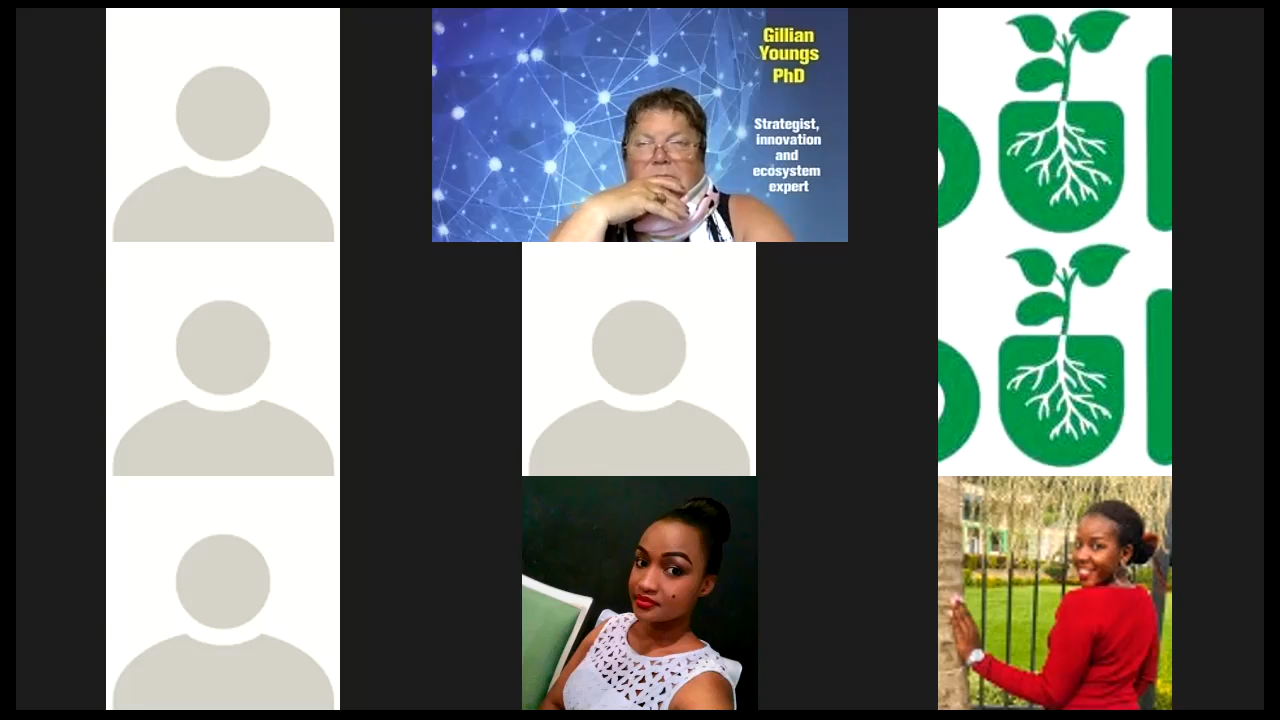 Gillian
Youngs
PhD
Strategist,
innovation
and
ecosystem
expert